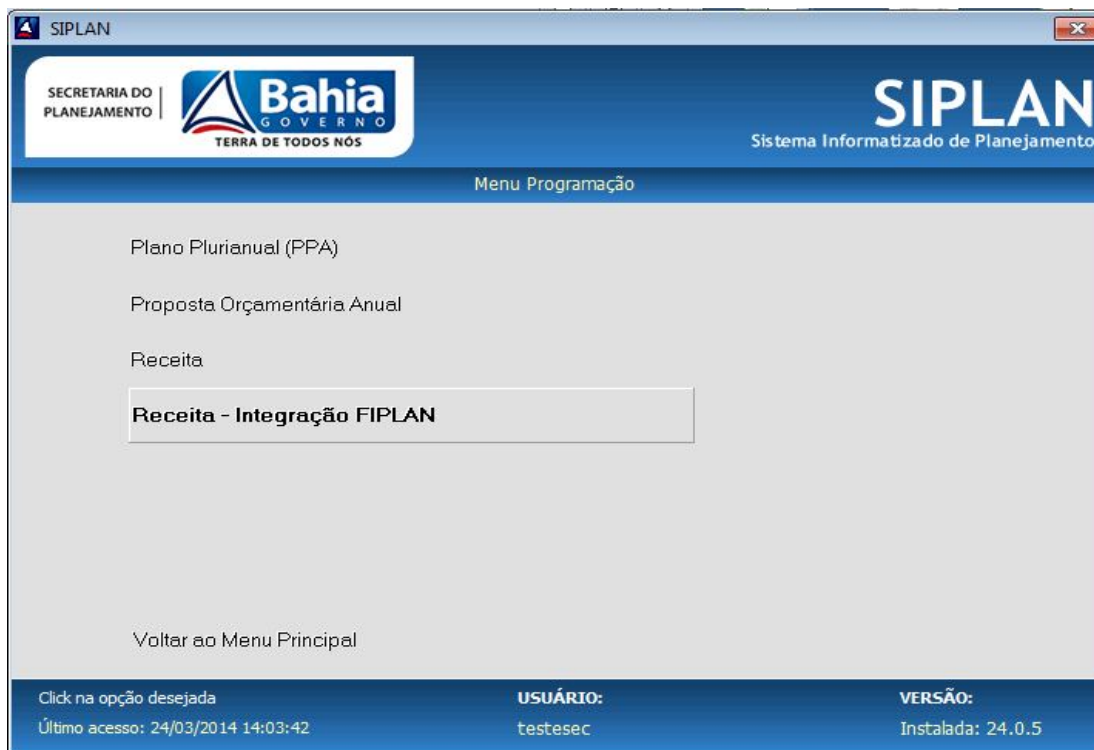 SIPLAN
SECRETARIA DO
PLANEJAMENTO
Bahia
GOVERNO
TERRA DE TODOS NÓS
SIPLAN
Sistema Informatizado de Planejamento
Menu Programação
Plano Plurianual (PPA)
Proposta Orçamentária Anual
Receita
Receita - Integração FIPLAN
Voltar ao Menu Principal
Click na opção desejada
USUÁRIO:
VERSÃO:
Último acesso: 24/03/2014 14:03:42
testesec
Instalada: 24.0.5